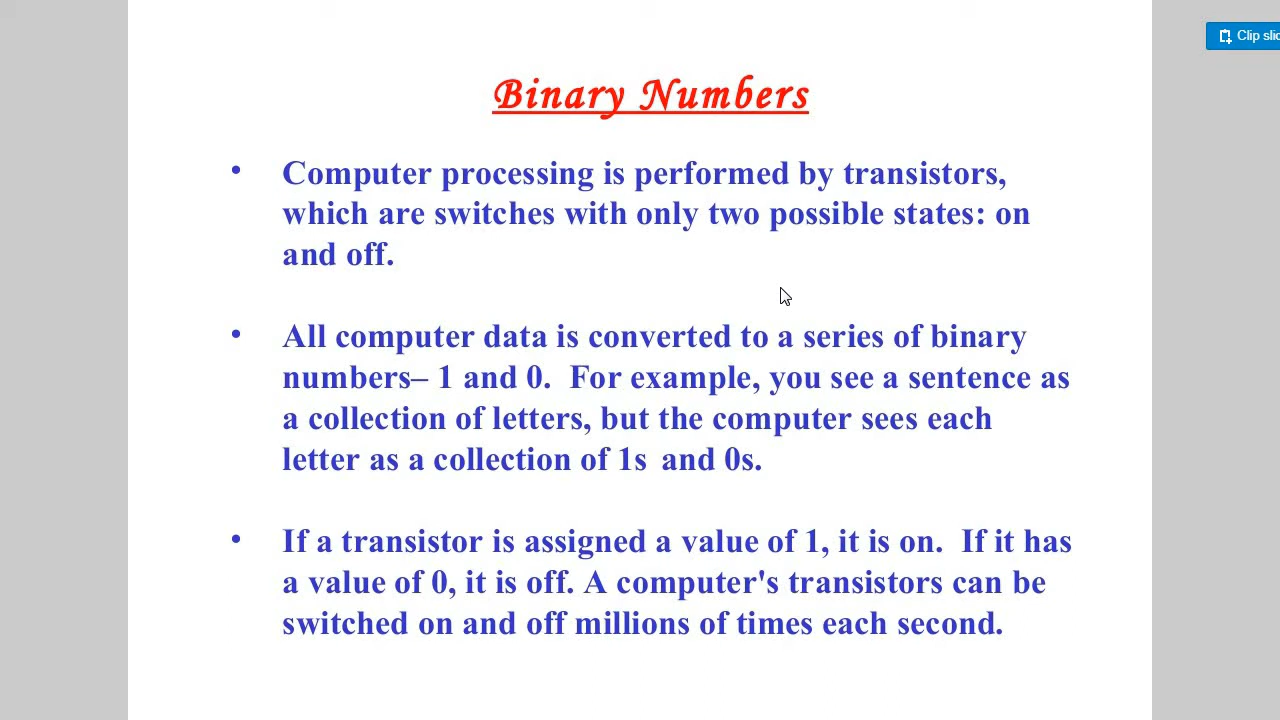 Clip slid
Binary Numbers
• Computer processing is performed by transistors,
which are switches with only two possible states: on
and off.
• All computer data is converted to a series of binary
numbers– 1 and 0.  For example, you see a sentence as
a collection of letters, but the computer sees each
letter as a collection of 1s  and 0s.
• If a transistor is assigned a value of 1, it is on.  If it has
a value of 0, it is off. A computer's transistors can be
switched on and off millions of times each second.